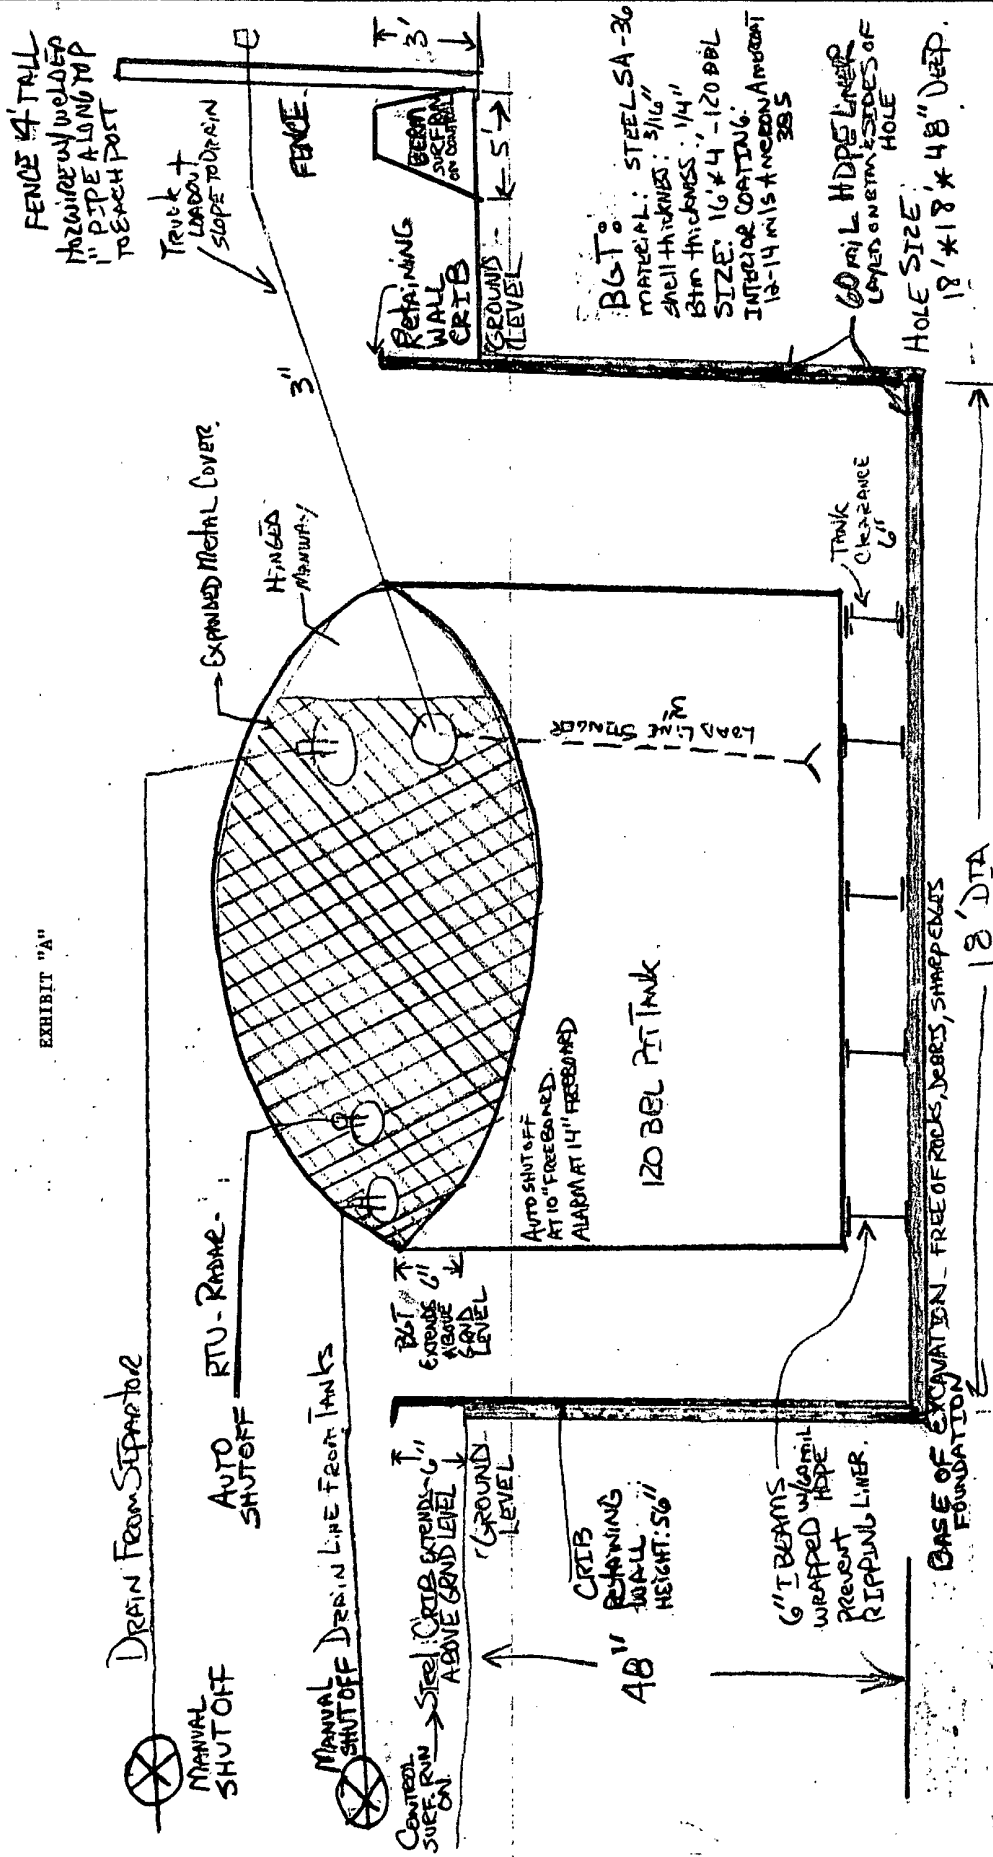 EXHIBIT "A"
FENCE 4' TALL
HOGWIRE W/ WELDED
1" PIPE ALONG TOP
TO EACH POST
TRUCK +
LOADOUT
SLOPE TO DRAIN
FENCE
3'
BERM
SURF RUN
ON CONTROL
5'
3"
Retaining
WALL
CRIB
GROUND
LEVEL
BGT:
MATERIAL: STEEL SA-36
Shell thickness: 3/16"
Btm thickness: 1/4"
SIZE: 16' * 4' - 120 BBL
INTERIOR COATING:
12-14 mils Ameron Amercoat
385
60 mil HDPE LINER
LAYED ON BTM & SIDES OF
HOLE
HOLE SIZE:
18' * 18' * 48" DEEP.
EXPANDED Metal Cover.
HINGED
MANWAY
Drain From Separtor
MANUAL
SHUTOFF
RTU-RADAR.
AUTO
SHUTOFF
MANUAL
SHUTOFF DRAIN LINE FROM TANKS
LOAD LINE STINGER
TANK
CLEARANCE
6"
AUTO SHUTOFF
AT 10" FREEBOARD.
ALARM AT 14" FREEBOARD
120 BBL PIT TANK
BGT
EXTENDS 6"
ABOVE
GRND
LEVEL
CONTROL
SURF. RUN
ON.
Steel CRIB EXTENDS 6"
ABOVE GRND LEVEL
GROUND
LEVEL
CRIB
Retaining
WALL
HEIGHT: 56"
48"
6" I BEAMS
WRAPPED W/60 mil
HDPE
PREVENT
RIPPING LINER.
BASE OF EXCAVATION - FREE OF ROCKS, DEBRIS, SHARP EDGES
FOUNDATION
18' DIA